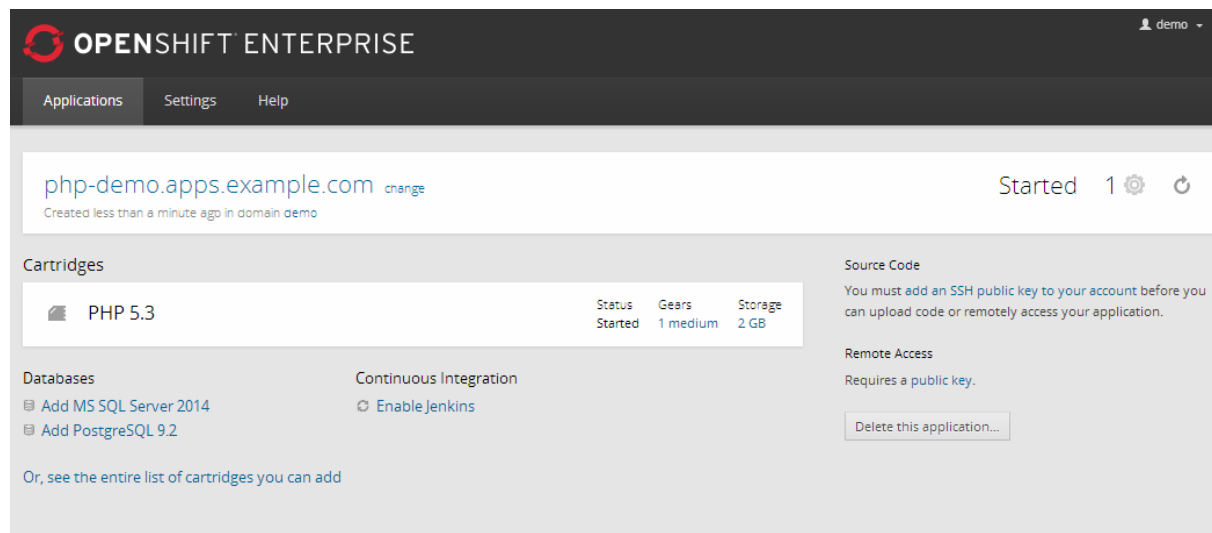 OPENSHIFT ENTERPRISE
demo
Applications Settings Help
php-demo.apps.example.com change
Created less than a minute ago in domain demo
Started 1
Cartridges
PHP 5.3
Status Gears Storage
Started 1 medium 2 GB
Databases
Add MS SQL Server 2014
Add PostgreSQL 9.2
Continuous Integration
Enable Jenkins
Or, see the entire list of cartridges you can add
Source Code
You must add an SSH public key to your account before you
can upload code or remotely access your application.
Remote Access
Requires a public key.
Delete this application...